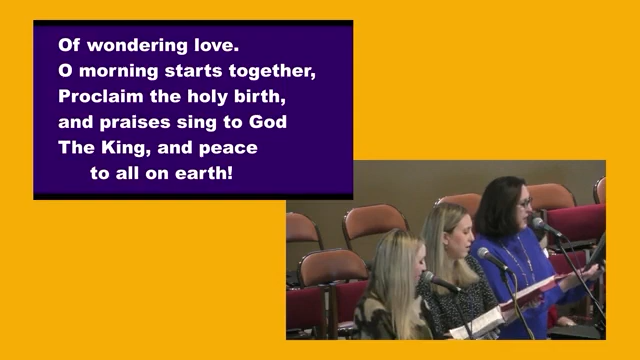 Of wondering love.
O morning starts together,
Proclaim the holy birth,
and praises sing to God
The King, and peace
to all on earth!